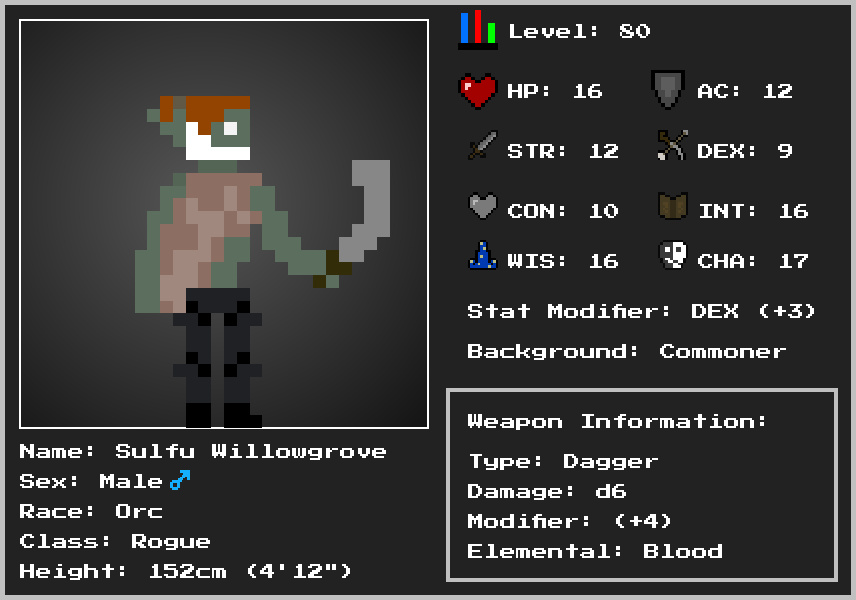 Level: 80
HP: 16
AC: 12
STR: 12
DEX: 9
CON: 10
INT: 16
WIS: 16
CHA: 17
Stat Modifier: DEX (+3)
Background: Commoner
Weapon Information:
Type: Dagger
Damage: d6
Modifier: (+4)
Elemental: Blood
Name: Sulfu Willowgrove
Sex: Male ♂
Race: Orc
Class: Rogue
Height: 152cm (4'12")